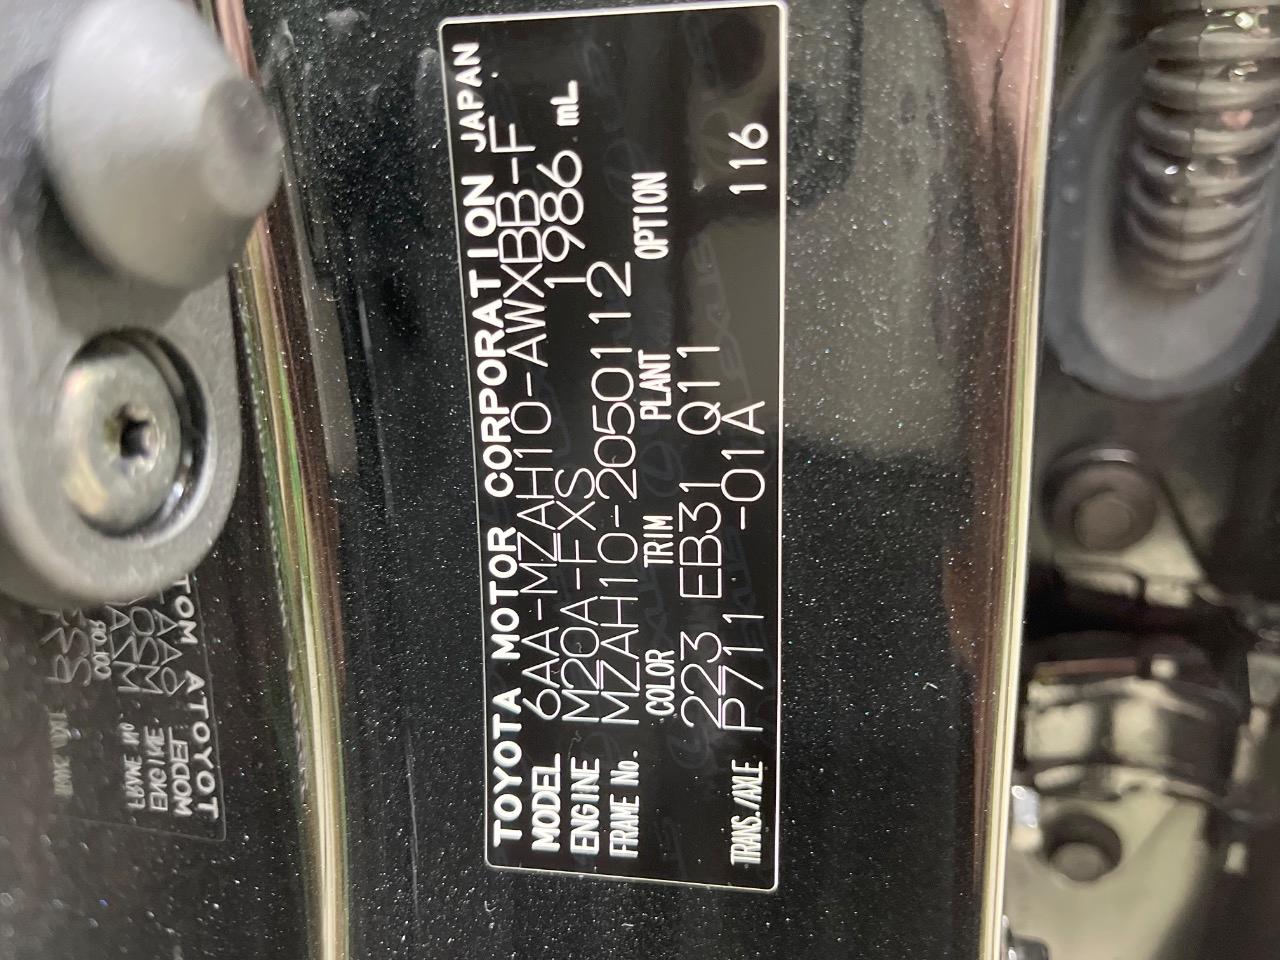 TOYOTA MOTOR CORPORATION JAPAN
MODEL 6AA-MZAH10-AWXBB-F
ENGINE M20A-FXS 1986 mL
FRAME No. MZAH10-2050112
COLOR TRIM PLANT OPTION
223 EB31 Q11
TRANS./AXLE P711 -01A 116